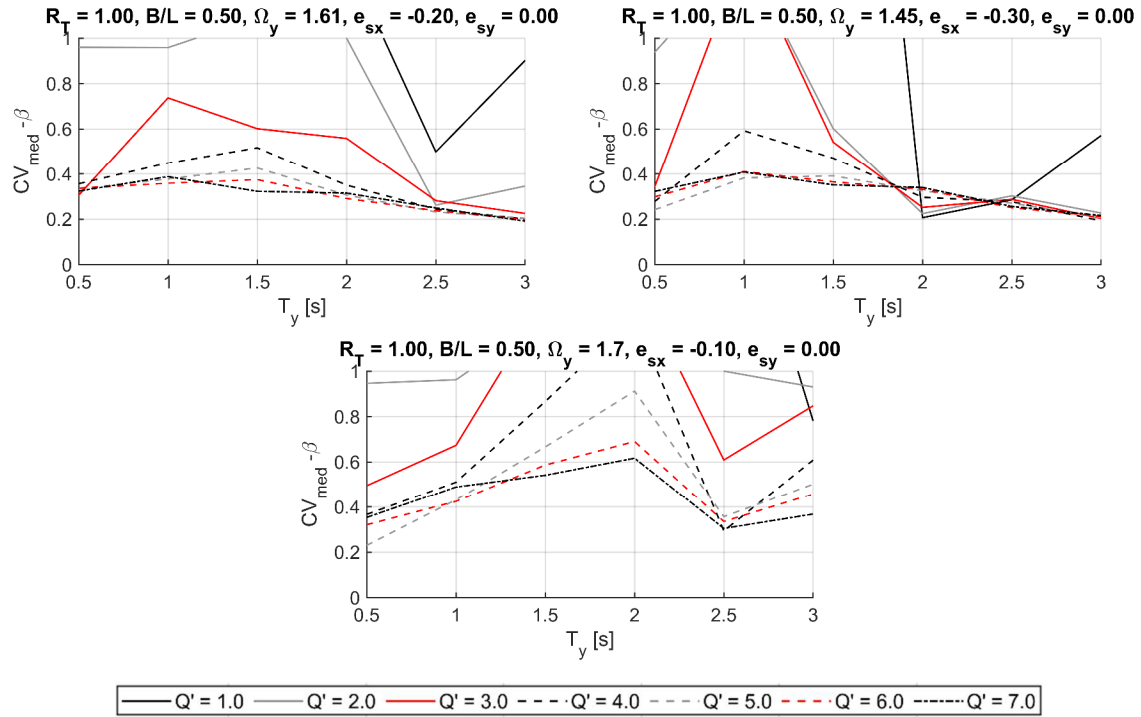 R_T = 1.00, B/L = 0.50, Ω_y = 1.61, e_sx = -0.20, e_sy = 0.00
1
0.8
0.6
0.4
0.2
0
CV_med -β
0.5 1 1.5 2 2.5 3
T_y [s]
R_T = 1.00, B/L = 0.50, Ω_y = 1.45, e_sx = -0.30, e_sy = 0.00
1
0.8
0.6
0.4
0.2
0
CV_med -β
0.5 1 1.5 2 2.5 3
T_y [s]
R_T = 1.00, B/L = 0.50, Ω_y = 1.7, e_sx = -0.10, e_sy = 0.00
1
0.8
0.6
0.4
0.2
0
CV_med -β
0.5 1 1.5 2 2.5 3
T_y [s]
Q' = 1.0 Q' = 2.0 Q' = 3.0 Q' = 4.0 Q' = 5.0 Q' = 6.0 Q' = 7.0